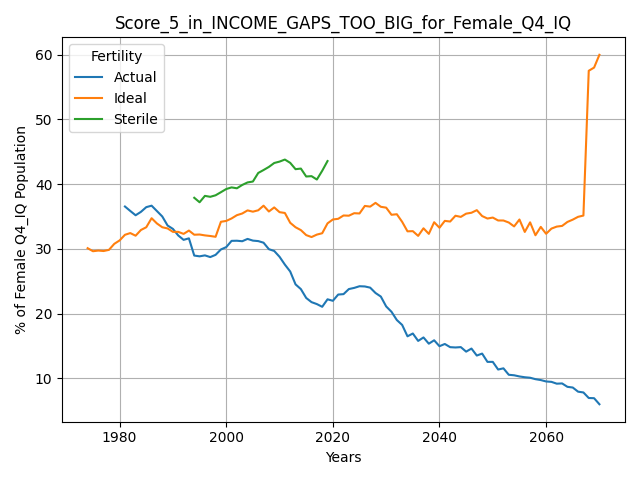 Score_5_in_INCOME_GAPS_TOO_BIG_for_Female_Q4_IQ
Fertility
Actual
Ideal
Sterile
% of Female Q4_IQ Population
60
50
40
30
20
10
1980
2000
2020
2040
2060
Years